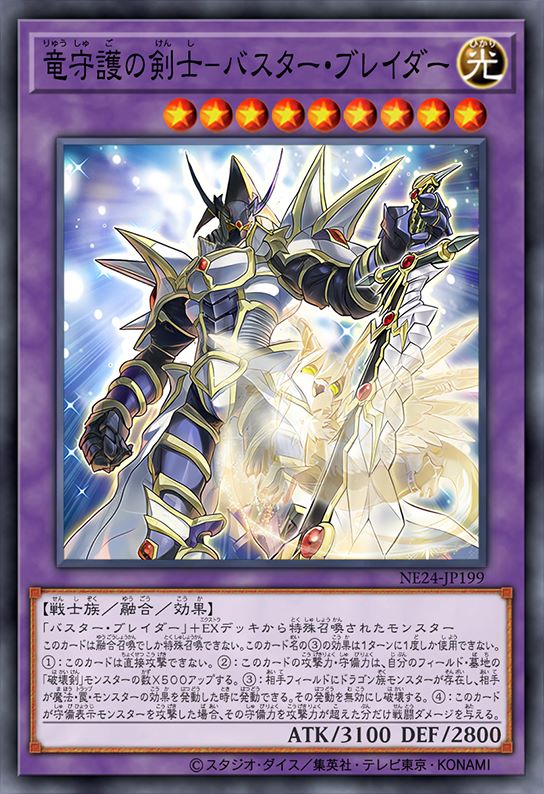 竜守護の剣士－バスター・ブレイダー
光
NE24-JP199
【戦士族／融合／効果】
「バスター・ブレイダー」＋EXデッキから特殊召喚されたモンスター
このカードは融合召喚でしか特殊召喚できない。このカード名の③の効果は1ターンに1度しか使用できない。
①：このカードは直接攻撃できない。②：このカードの攻撃力・守備力は、自分のフィールド・墓地の
「破壊剣」モンスターの数×500アップする。③：相手フィールドにドラゴン族モンスターが存在し、相手
が魔法・罠・モンスターの効果を発動した時に発動できる。その発動を無効にし破壊する。④：このカード
が守備表示モンスターを攻撃した場合、その守備力を攻撃力が超えた分だけ戦闘ダメージを与える。
ATK/3100 DEF/2800
©スタジオ・ダイス／集英社・テレビ東京・KONAMI